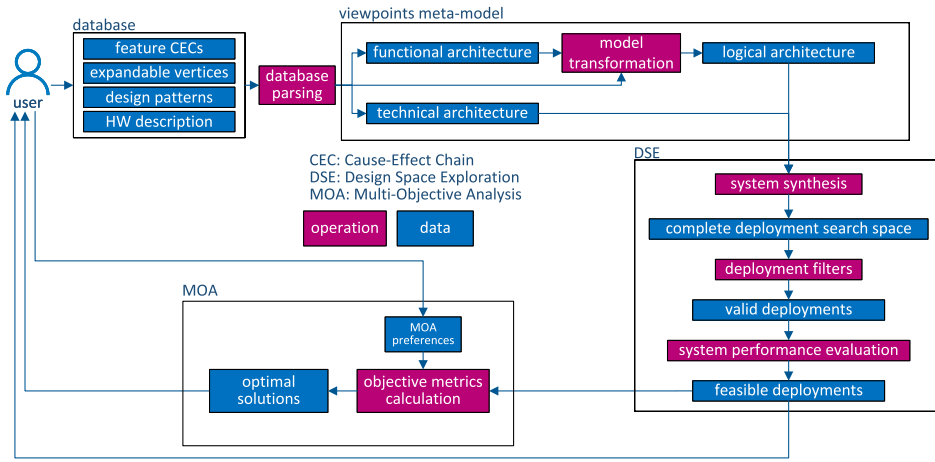 database
viewpoints meta-model
feature CECs
expandable vertices
design patterns
HW description
user
database
parsing
functional architecture
model
transformation
logical architecture
technical architecture
CEC: Cause-Effect Chain
DSE: Design Space Exploration
MOA: Multi-Objective Analysis
operation
data
DSE
system synthesis
complete deployment search space
deployment filters
valid deployments
system performance evaluation
feasible deployments
MOA
MOA
preferences
objective metrics
calculation
optimal
solutions